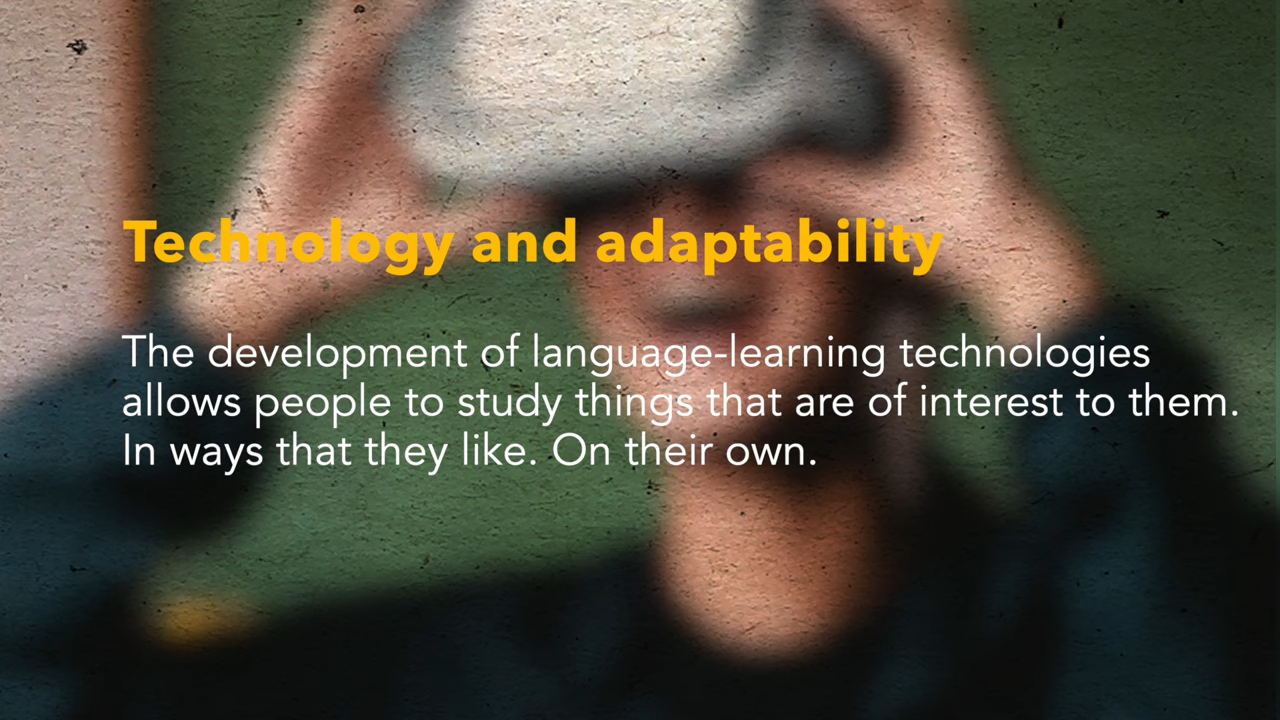 Technology and adaptability
The development of language-learning technologies
allows people to study things that are of interest to them.
In ways that they like. On their own.